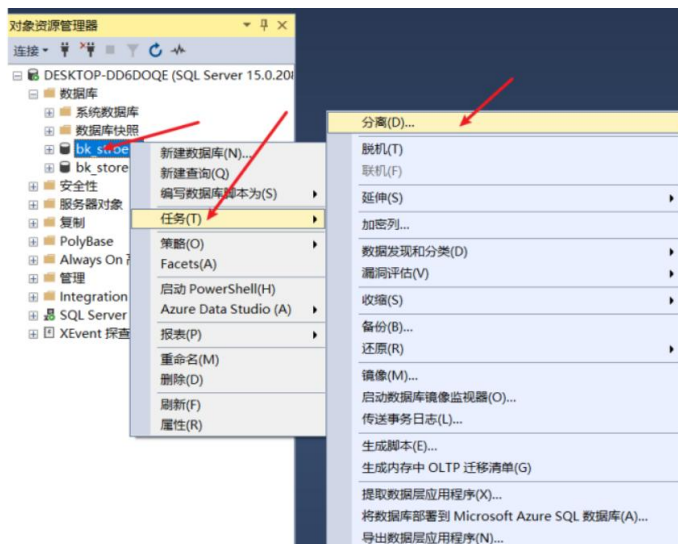 对象资源管理器
连接
DESKTOP-DD6DOQE (SQL Server 15.0.20
数据库
系统数据库
数据库快照
bk_stroe
bk_store
安全性
服务器对象
复制
PolyBase
Always On
管理
Integration
SQL Server
XEvent 探查
新建数据库(N)...
新建查询(Q)
编写数据库脚本为(S)
任务(T)
策略(O)
Facets(A)
启动 PowerShell(H)
Azure Data Studio (A)
报表(P)
重命名(M)
删除(D)
刷新(F)
属性(R)
分离(D)...
脱机(T)
联机(F)
延伸(S)
加密列...
数据发现和分类(D)
漏洞评估(V)
收缩(S)
备份(B)...
还原(R)
镜像(M)...
启动数据库镜像监视器(O)...
传送事务日志(L)...
生成脚本(E)...
生成内存中 OLTP 迁移清单(G)
提取数据层应用程序(X)...
将数据库部署到 Microsoft Azure SQL 数据库(A)...
导出数据层应用程序(N)...